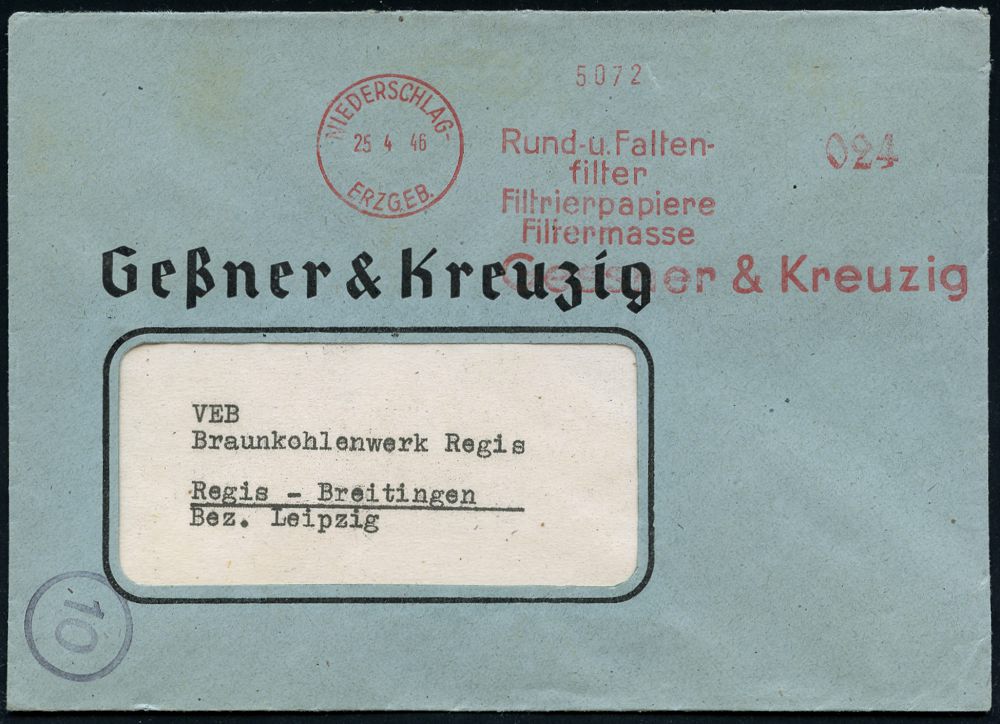 5072
NIEDERSCHLAG-
25 4 46
ERZGEB.
Rund-u. Falten-
filter
Filtrierpapiere
Filtermasse
024
Geßner & Kreuzig
Gessner & Kreuzig
VEB
Braunkohlenwerk Regis
Regis - Breitingen
Bez. Leipzig
10